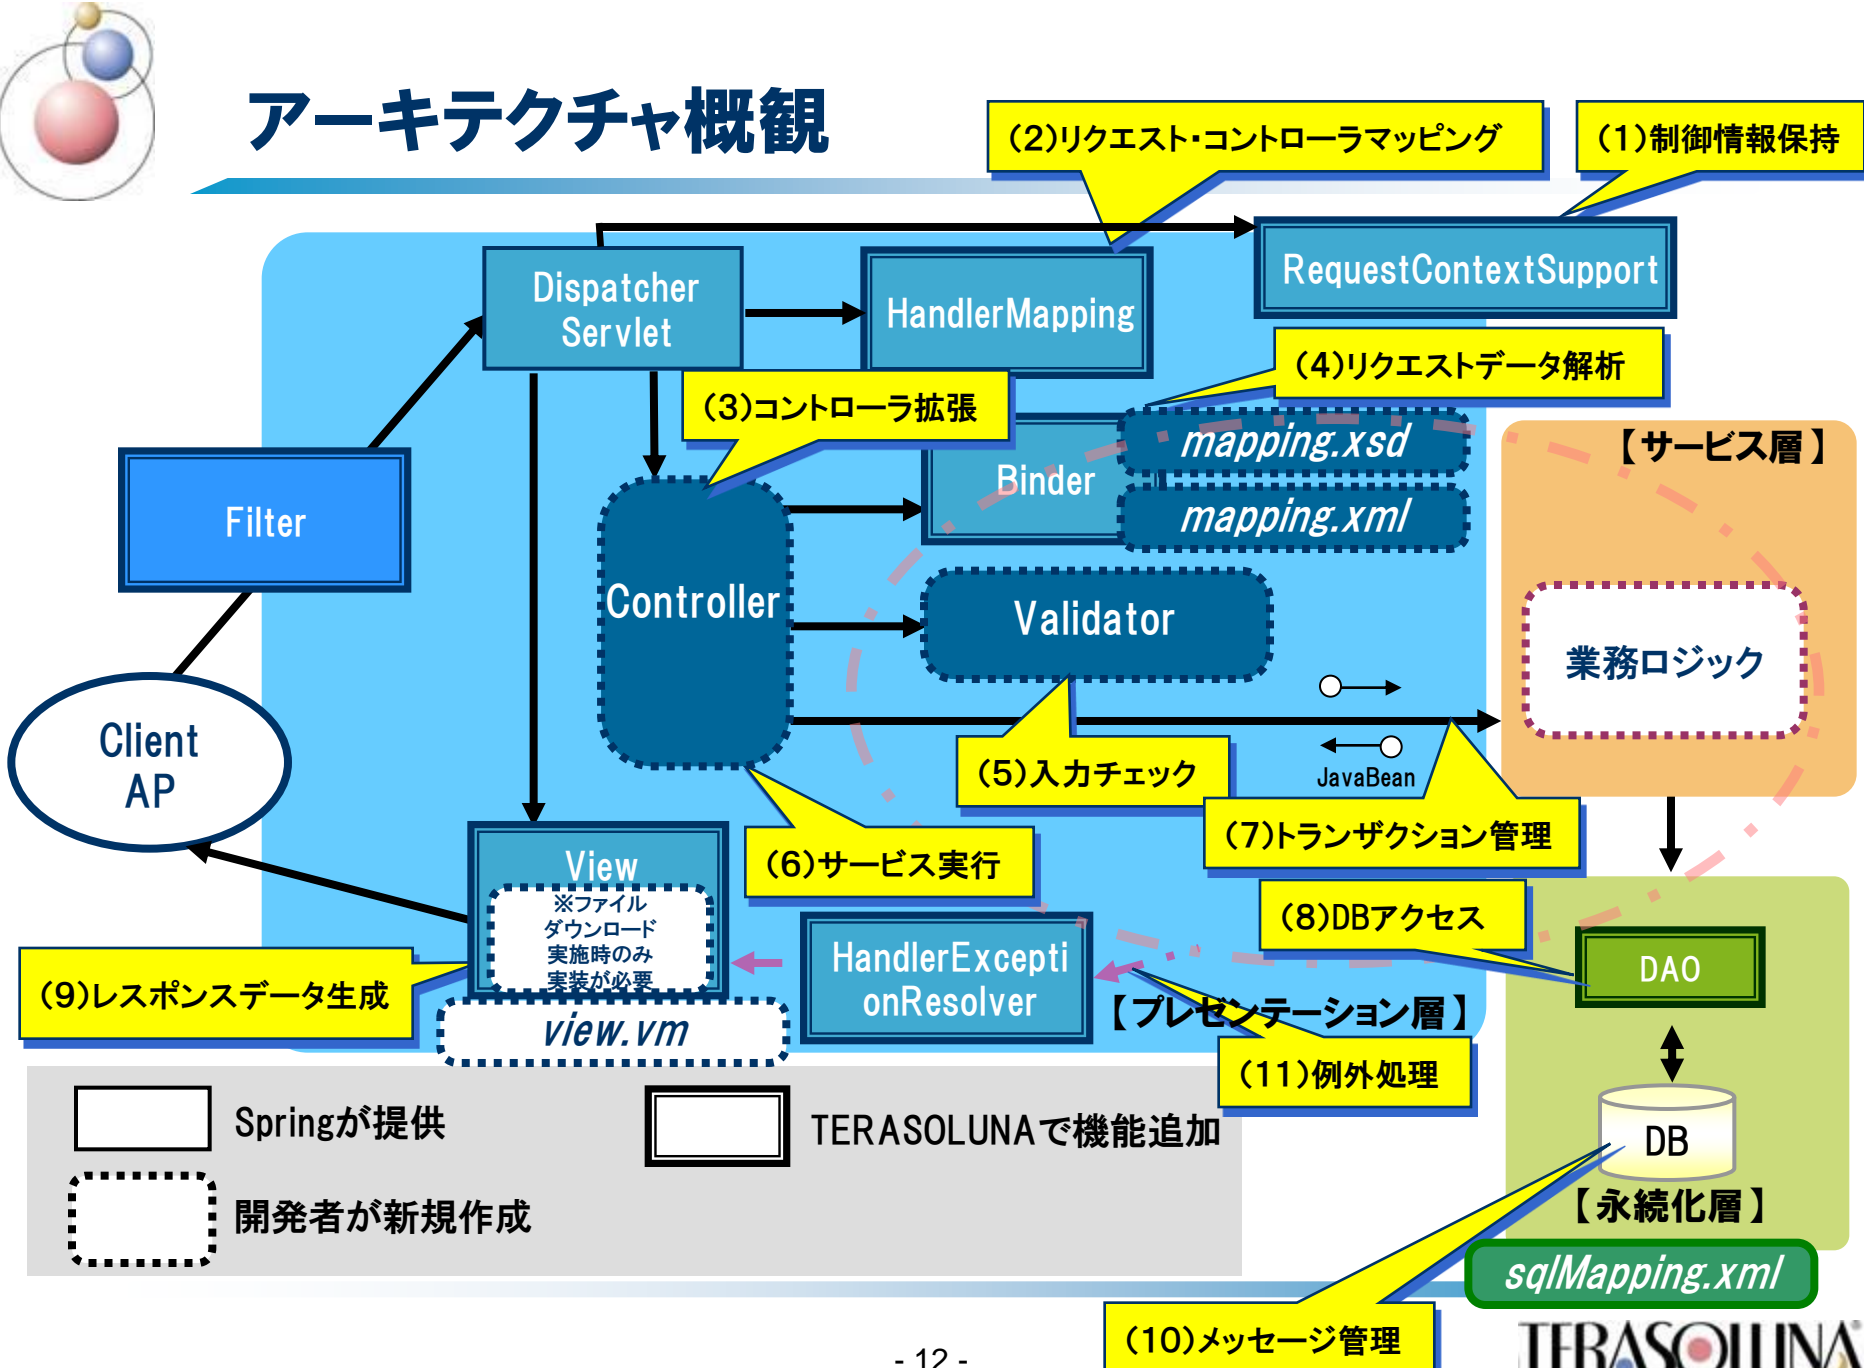 アーキテクチャ概観
(2)リクエスト・コントローラマッピング
(1)制御情報保持
Dispatcher
Servlet
HandlerMapping
RequestContextSupport
(3)コントローラ拡張
(4)リクエストデータ解析
mapping.xsd
Binder
mapping.xml
【サービス層】
Filter
Controller
Validator
業務ロジック
Client
AP
(5)入力チェック
JavaBean
(6)サービス実行
(7)トランザクション管理
View
※ファイル
ダウンロード
実施時のみ
実装が必要
view.vm
(8)DBアクセス
HandlerExcepti
onResolver
DAO
(9)レスポンスデータ生成
【プレゼンテーション層】
(11)例外処理
DB
【永続化層】
sqlMapping.xml
Springが提供
TERASOLUNAで機能追加
開発者が新規作成
(10)メッセージ管理
- 12 -
TERASOLUNA